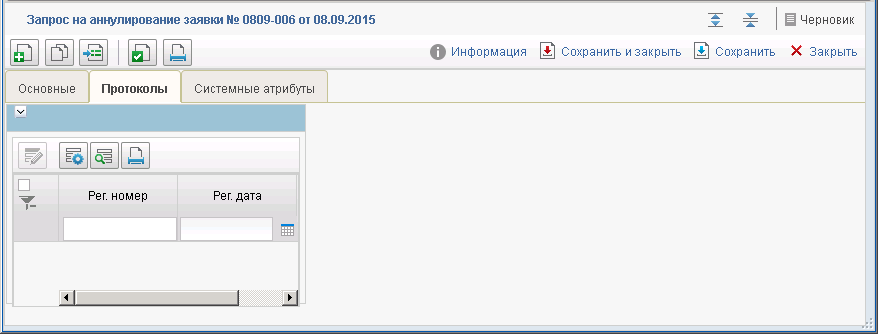 Запрос на аннулирование заявки № 0809-006 от 08.09.2015 Черновик
Информация Сохранить и закрыть Сохранить Закрыть
Основные Протоколы Системные атрибуты
Рег. номер Рег. дата